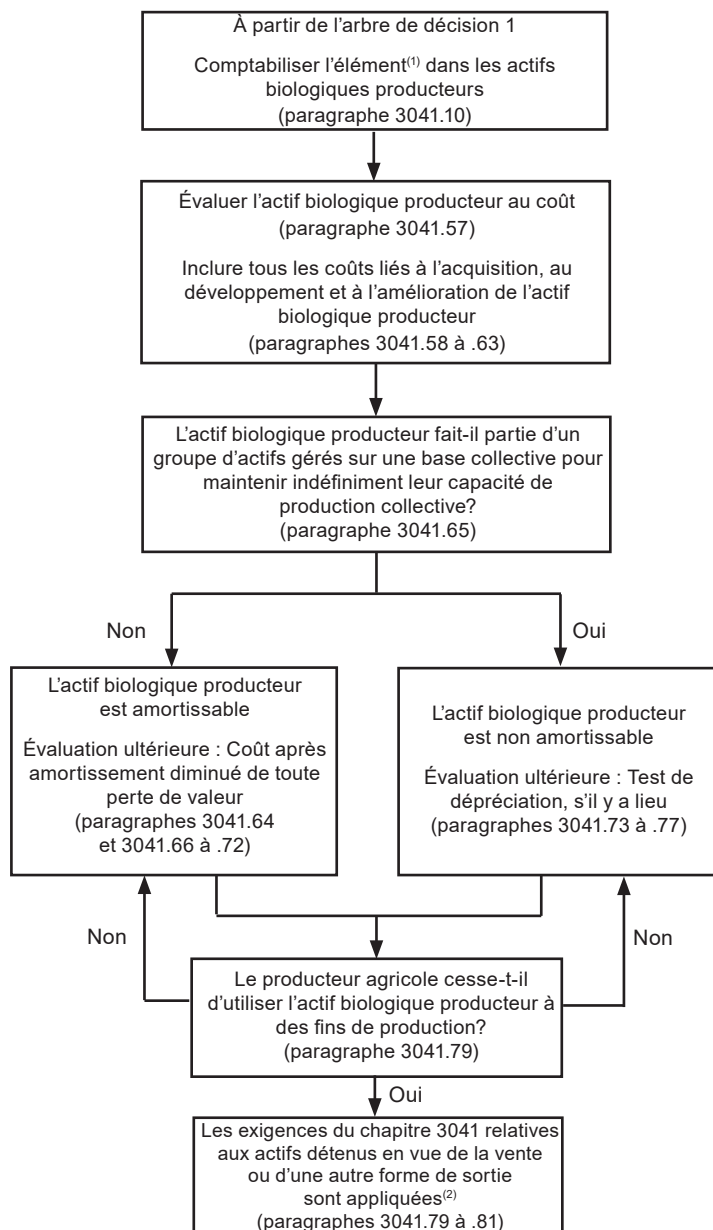 À partir de l’arbre de décision 1
Comptabiliser l’élément(1) dans les actifs
biologiques producteurs
(paragraphe 3041.10)
Évaluer l’actif biologique producteur au coût
(paragraphe 3041.57)
Inclure tous les coûts liés à l’acquisition, au
développement et à l’amélioration de l’actif
biologique producteur
(paragraphes 3041.58 à .63)
L’actif biologique producteur fait-il partie d’un
groupe d’actifs gérés sur une base collective pour
maintenir indéfiniment leur capacité de
production collective?
(paragraphe 3041.65)
Non
Oui
L’actif biologique producteur
est amortissable
Évaluation ultérieure : Coût après
amortissement diminué de toute
perte de valeur
(paragraphes 3041.64
et 3041.66 à .72)
L’actif biologique producteur
est non amortissable
Évaluation ultérieure : Test de
dépréciation, s’il y a lieu
(paragraphes 3041.73 à .77)
Non
Non
Le producteur agricole cesse-t-il
d’utiliser l’actif biologique producteur à
des fins de production?
(paragraphe 3041.79)
Oui
Les exigences du chapitre 3041 relatives
aux actifs détenus en vue de la vente
ou d’une autre forme de sortie
sont appliquées(2)
(paragraphes 3041.79 à .81)